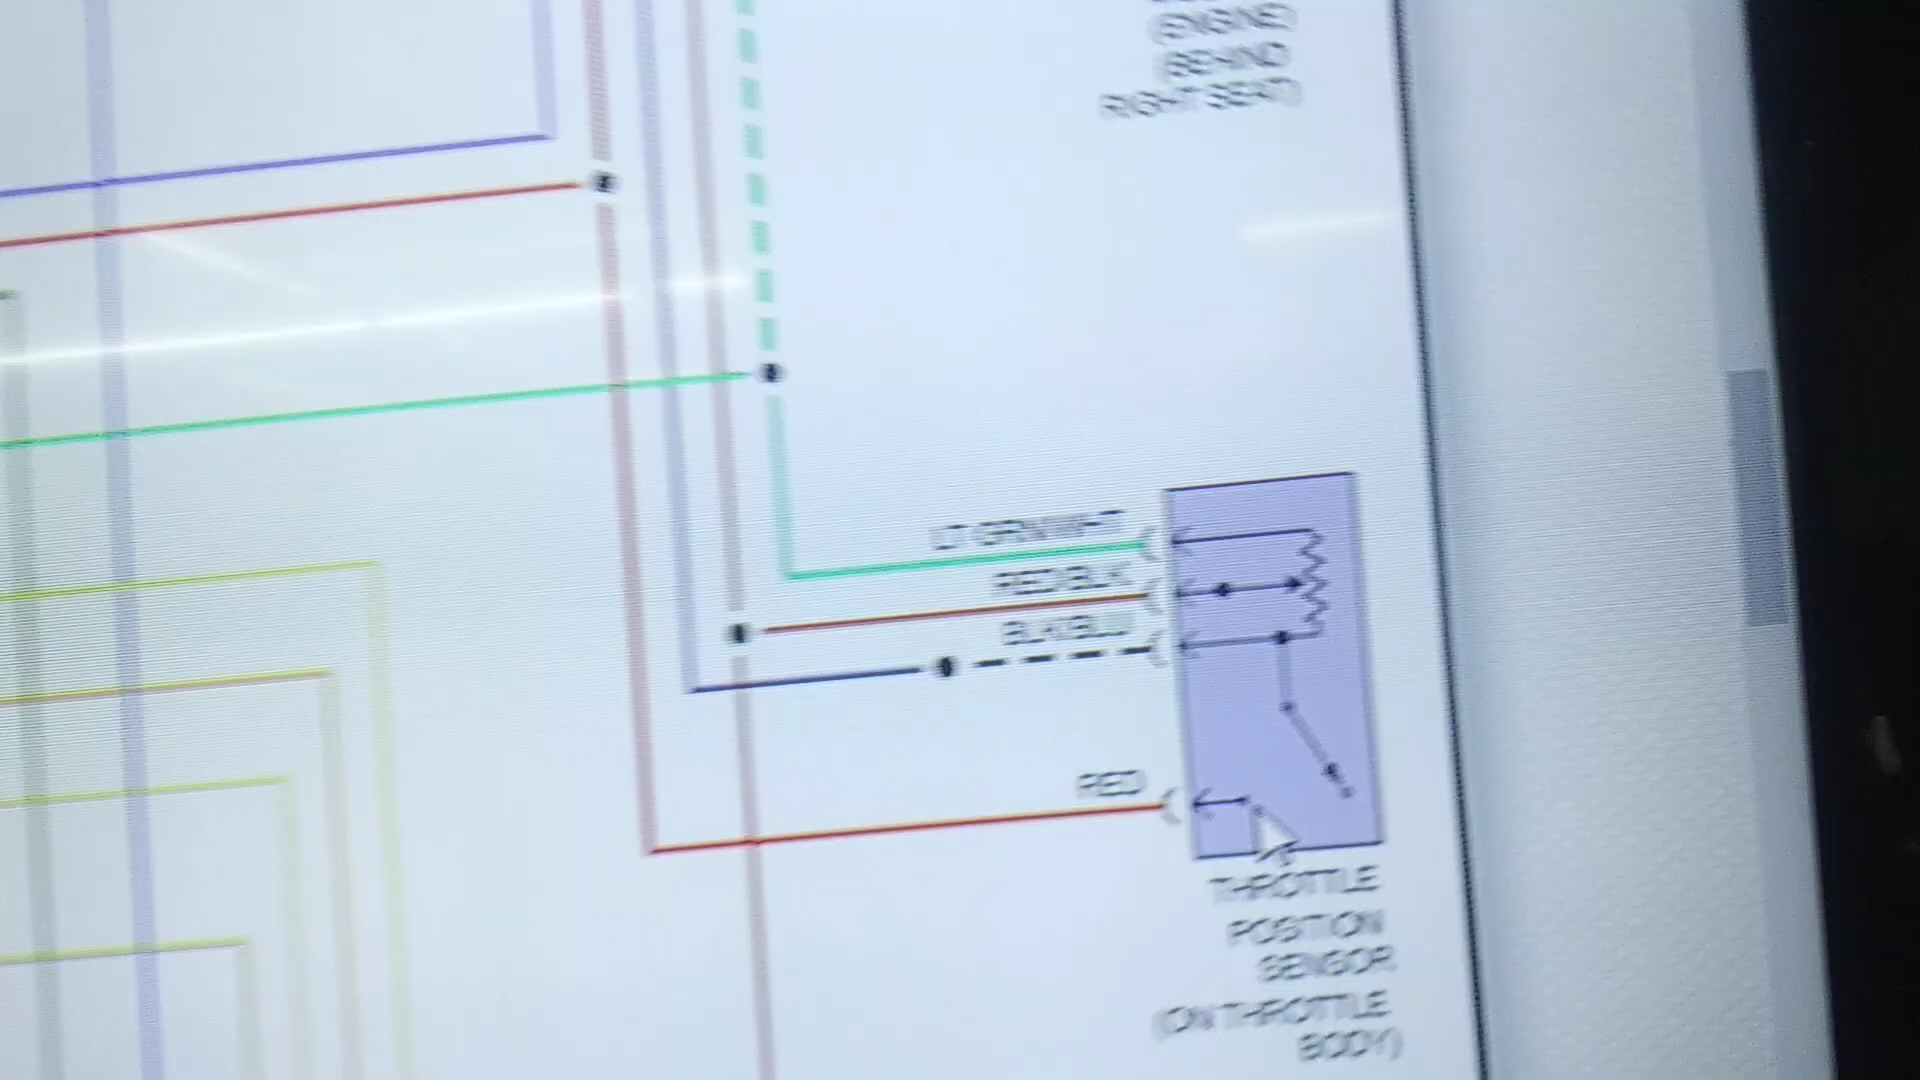 (ENGINE)
(BEHIND
RIGHT SEAT)
LT GRN/WHT
RED/BLK
BLK/BLU
RED
THROTTLE
POSITION
SENSOR
(ON THROTTLE
BODY)